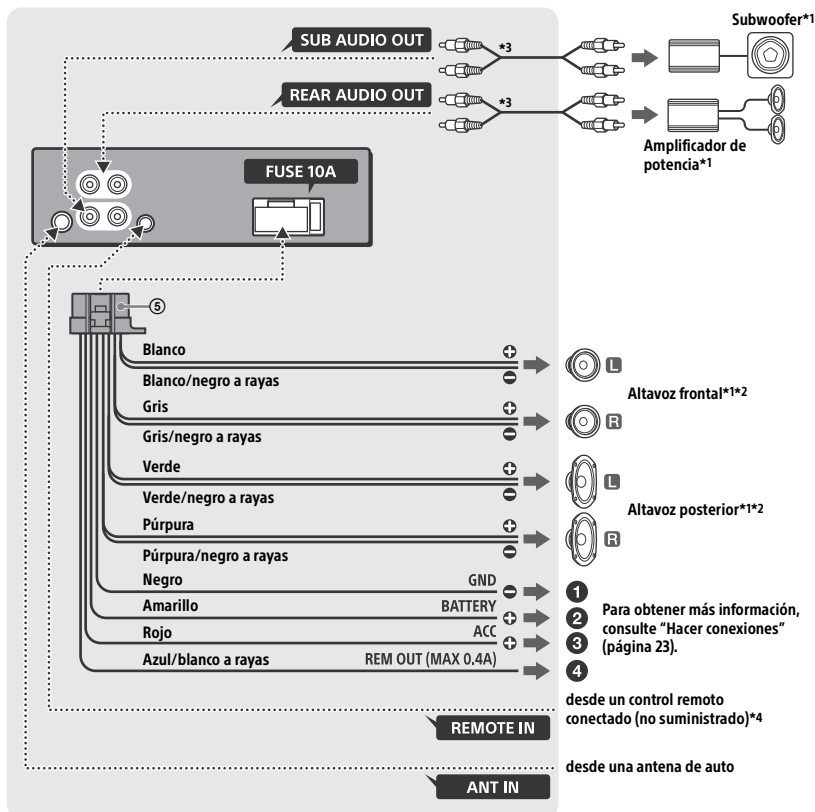 Subwoofer*1
SUB AUDIO OUT
*3
REAR AUDIO OUT
*3
Amplificador de
potencia*1
FUSE 10A
5
Blanco
Blanco/negro a rayas
L
Gris
Gris/negro a rayas
R
Altavoz frontal*1*2
Verde
Verde/negro a rayas
L
Púrpura
Púrpura/negro a rayas
R
Altavoz posterior*1*2
Negro GND 1
Amarillo BATTERY 2
Rojo ACC 3
Azul/blanco a rayas REM OUT (MAX 0.4A) 4
Para obtener más información,
consulte “Hacer conexiones”
(página 23).
desde un control remoto
conectado (no suministrado)*4
REMOTE IN
desde una antena de auto
ANT IN